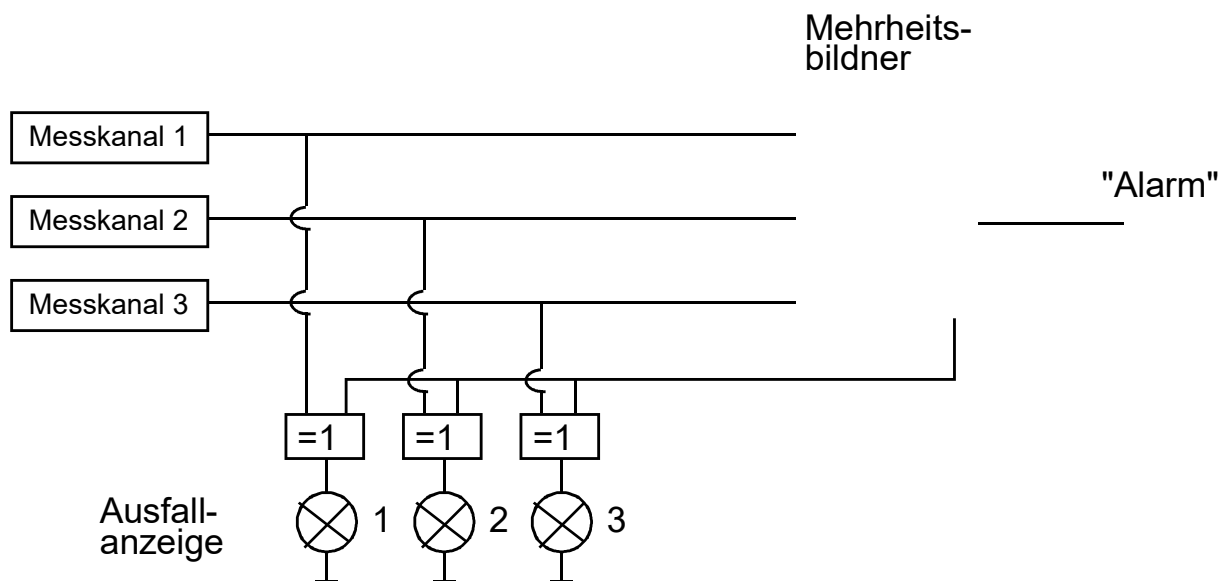 Mehrheits-
bildner
Messkanal 1
"Alarm"
Messkanal 2
Messkanal 3
=1 =1 =1
Ausfall-
anzeige
1 2 3